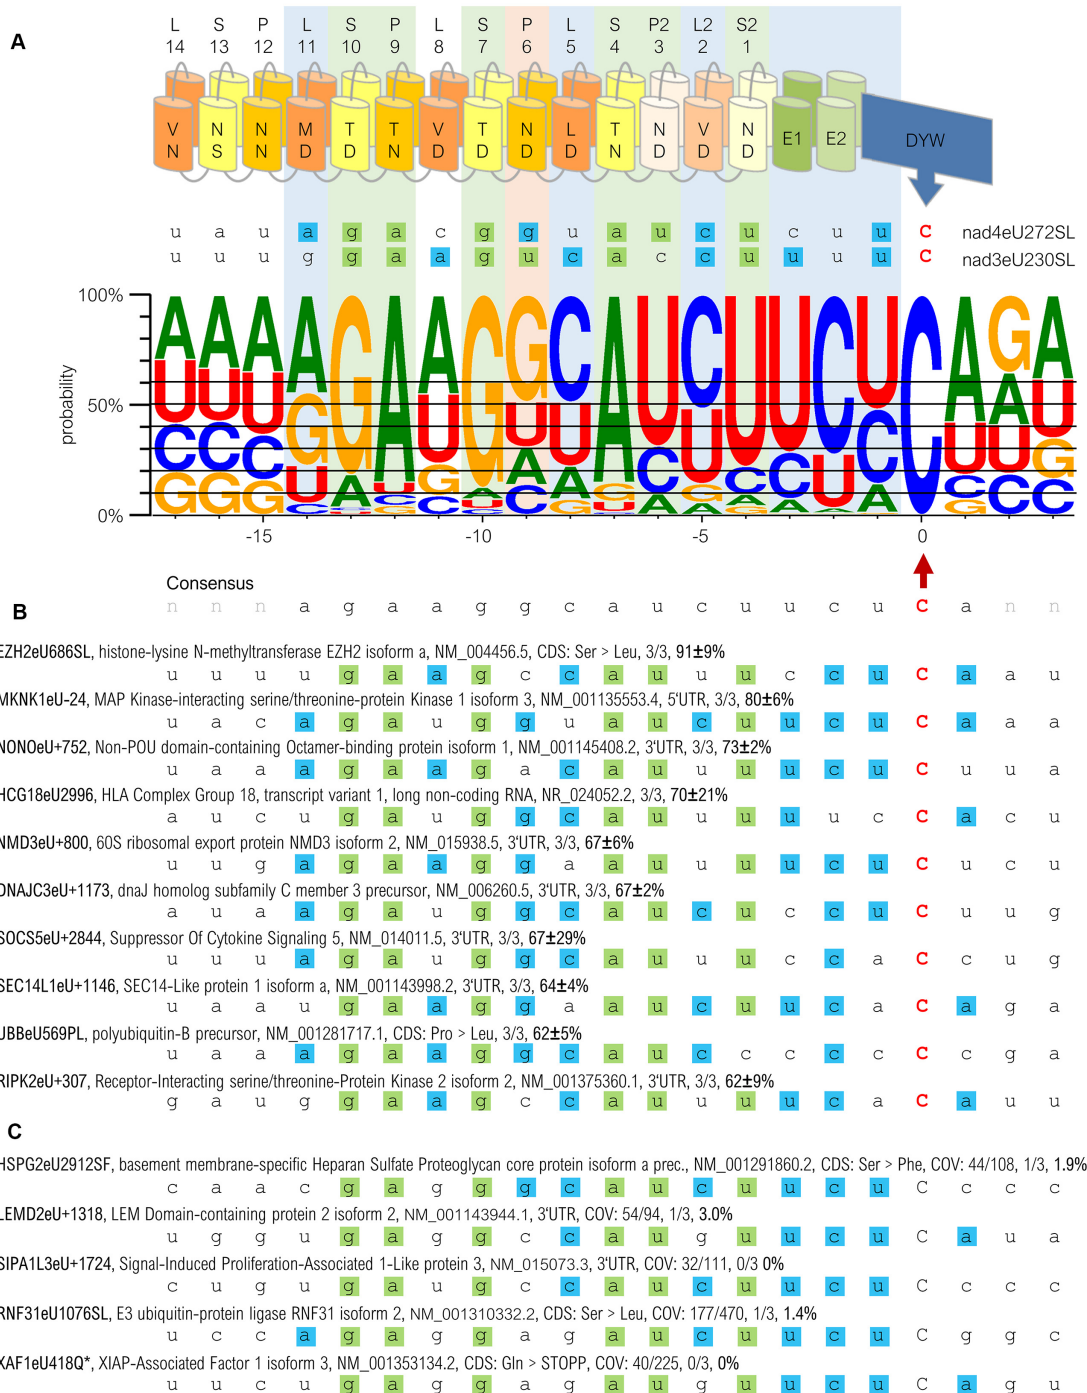 A
L S P L S P L S P L S P2 L2 S2
14 13 12 11 10 9 8 7 6 5 4 3 2 1
V N N M T T V T N L T N V N
N S N D D N D D D D N D D D
E1 E2 DYW
u a u a g a c g g u a u c u c u u C nad4eU272SL
u u u g g a a g u c a c c u u u u C nad3eU230SL
100%
50%
0%
probability
-15 -10 -5 0
Consensus
B
n n n a g a a g g c a u c u u c u C a n n
EZH2eU686SL, histone-lysine N-methyltransferase EZH2 isoform a, NM_004456.5, CDS: Ser > Leu, 3/3, 91±9%
u u u u g a a g c c a u u u c c u C a a u
MKNK1eU-24, MAP Kinase-interacting serine/threonine-protein Kinase 1 isoform 3, NM_001135553.4, 5'UTR, 3/3, 80±6%
u a c a g a u g g u a u c u u c u C a a a
NONOeU+752, Non-POU domain-containing Octamer-binding protein isoform 1, NM_001145408.2, 3'UTR, 3/3, 73±2%
u a a a g a a g a c a u u u u c u C u u a
HCG18eU2996, HLA Complex Group 18, transcript variant 1, long non-coding RNA, NR_024052.2, 3/3, 70±21%
a u c u g a u g g c a u u u u u c C a c u
NMD3eU+800, 60S ribosomal export protein NMD3 isoform 2, NM_015938.5, 3'UTR, 3/3, 67±6%
u u g a g a a g g a a u u u u c u C u c u
DNAJC3eU+1173, dnaJ homolog subfamily C member 3 precursor, NM_006260.5, 3'UTR, 3/3, 67±2%
a u a a g a u g g c a u c u c c u C u u g
SOCS5eU+2844, Suppressor Of Cytokine Signaling 5, NM_014011.5, 3'UTR, 3/3, 67±29%
u u u a g a u g g c a u u u c c a C c u g
SEC14L1eU+1146, SEC14-Like protein 1 isoform a, NM_001143998.2, 3'UTR, 3/3, 64±4%
u a a u g a a g g a a u c u u c a C a g a
UBBeU569PL, polyubiquitin-B precursor, NM_001281717.1, CDS: Pro > Leu, 3/3, 62±5%
u a a a g a a g g c a u c c c c c C c g a
RIPK2eU+307, Receptor-Interacting serine/threonine-Protein Kinase 2 isoform 2, NM_001375360.1, 3'UTR, 3/3, 62±9%
g a u g g a a g c c a u u u u c a C a u u
C
HSPG2eU2912SF, basement membrane-specific Heparan Sulfate Proteoglycan core protein isoform a prec., NM_001291860.2, CDS: Ser > Phe, COV: 44/108, 1/3, 1.9%
c a a c g a g g g c a u c u u c u C c c c
LEMD2eU+1318, LEM Domain-containing protein 2 isoform 2, NM_001143944.1, 3'UTR, COV: 54/94, 1/3, 3.0%
u g g u g a g g c c a u g u u c u C a u a
SIPA1L3eU+1724, Signal-Induced Proliferation-Associated 1-Like protein 3, NM_015073.3, 3'UTR, COV: 32/111, 0/3 0%
c u g u g a u g c c a u c u u c u C c c c
RNF31eU1076SL, E3 ubiquitin-protein ligase RNF31 isoform 2, NM_001310332.2, CDS: Ser > Leu, COV: 177/470, 1/3, 1.4%
u c c a g a g g a g a u c u u c u C g g c
XAF1eU418Q*, XIAP-Associated Factor 1 isoform 3, NM_001353134.2, CDS: Gln > STOPP, COV: 40/225, 0/3, 0%
u u c u g a g g a g a u g u u c u C a g u